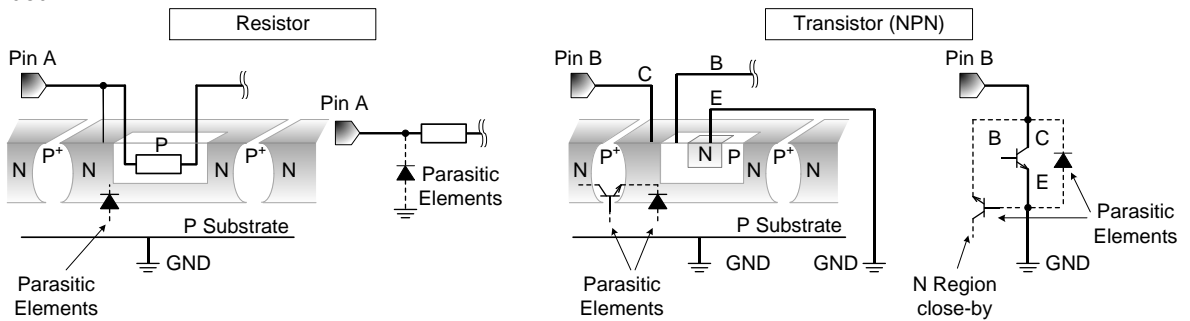 Resistor
Pin A
P
N
P+
N
P+
N
N
P Substrate
GND
Parasitic
Elements
Pin A
Parasitic
Elements
Transistor (NPN)
Pin B
C
B
E
N
P+
N
P
N
P+
N
P Substrate
GND
GND
Parasitic
Elements
Pin B
B
C
E
Parasitic
Elements
GND
N Region
close-by